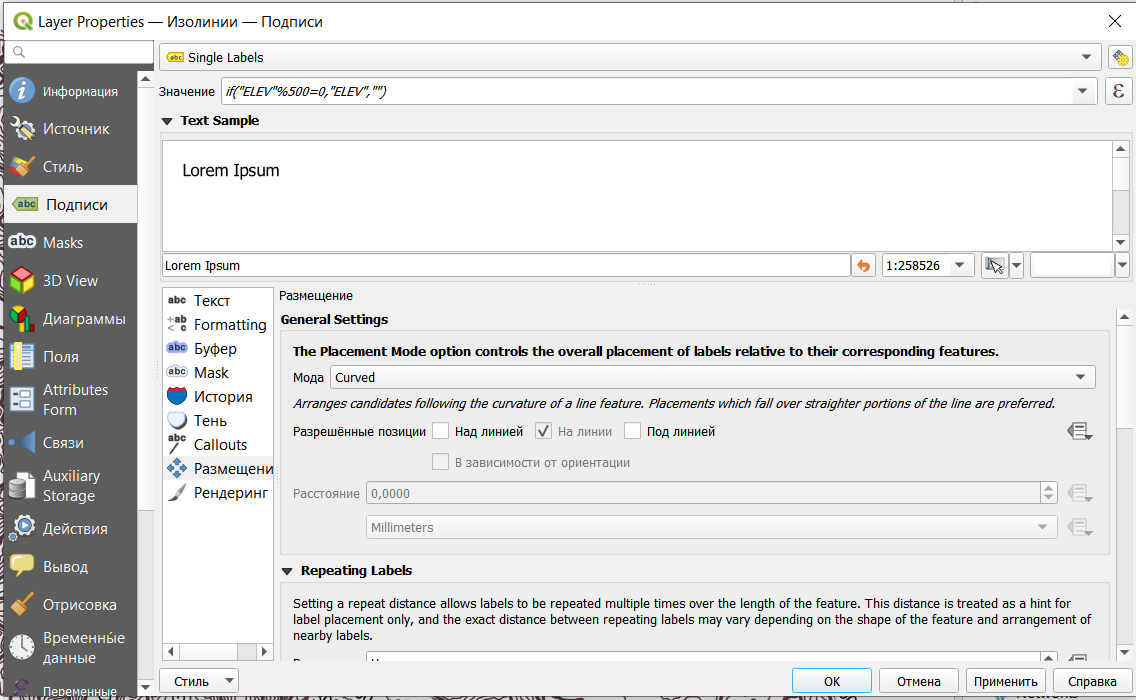 Layer Properties — Изолинии — Подписи
abc Single Labels
Значение if("ELEV"%500=0,"ELEV","") ε
Text Sample
Lorem Ipsum
Lorem Ipsum 1:258526
Информация
Источник
Стиль
abc Подписи
abc Masks
3D View
Диаграммы
Поля
Attributes
Form
Связи
Auxiliary
Storage
Действия
Вывод
Отрисовка
Временны́е
данные
Переменные
abc Текст
Formatting
abc Буфер
abc Mask
История
Тень
abc Callouts
Размещени
Рендеринг
Размещение
General Settings
The Placement Mode option controls the overall placement of labels relative to their corresponding features.
Мода Curved
Arranges candidates following the curvature of a line feature. Placements which fall over straighter portions of the line are preferred.
Разрешённые позиции Над линией На линии Под линией
В зависимости от ориентации
Расстояние 0,0000
Millimeters
Repeating Labels
Setting a repeat distance allows labels to be repeated multiple times over the length of the feature. This distance is treated as a hint for
label placement only, and the exact distance between repeating labels may vary depending on the shape of the feature and arrangement of
nearby labels.
Стиль OK Отмена Применить Справка